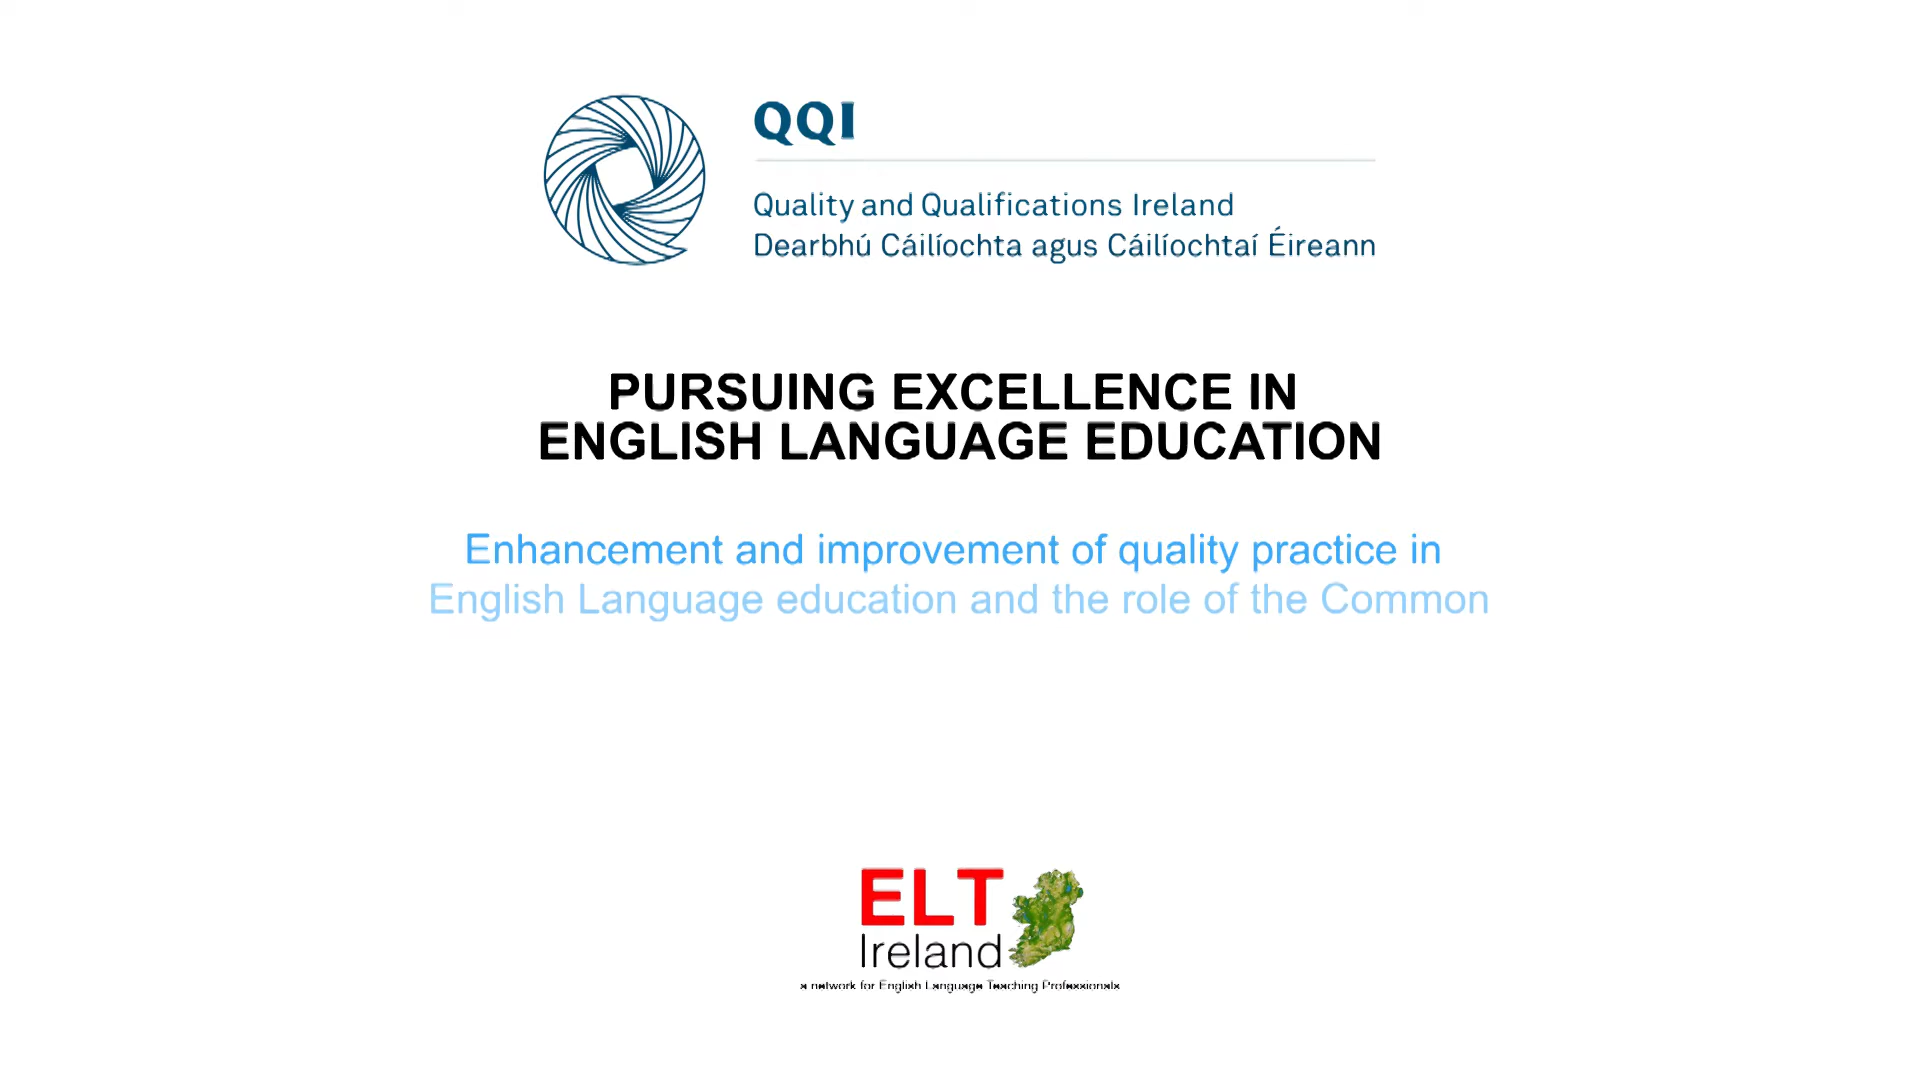 QQI
Quality and Qualifications Ireland
Dearbhú Cáilíochta agus Cáilíochtaí Éireann
PURSUING EXCELLENCE IN
ENGLISH LANGUAGE EDUCATION
Enhancement and improvement of quality practice in
English Language education and the role of the Common
ELT
Ireland
a network for English Language Teaching Professionals